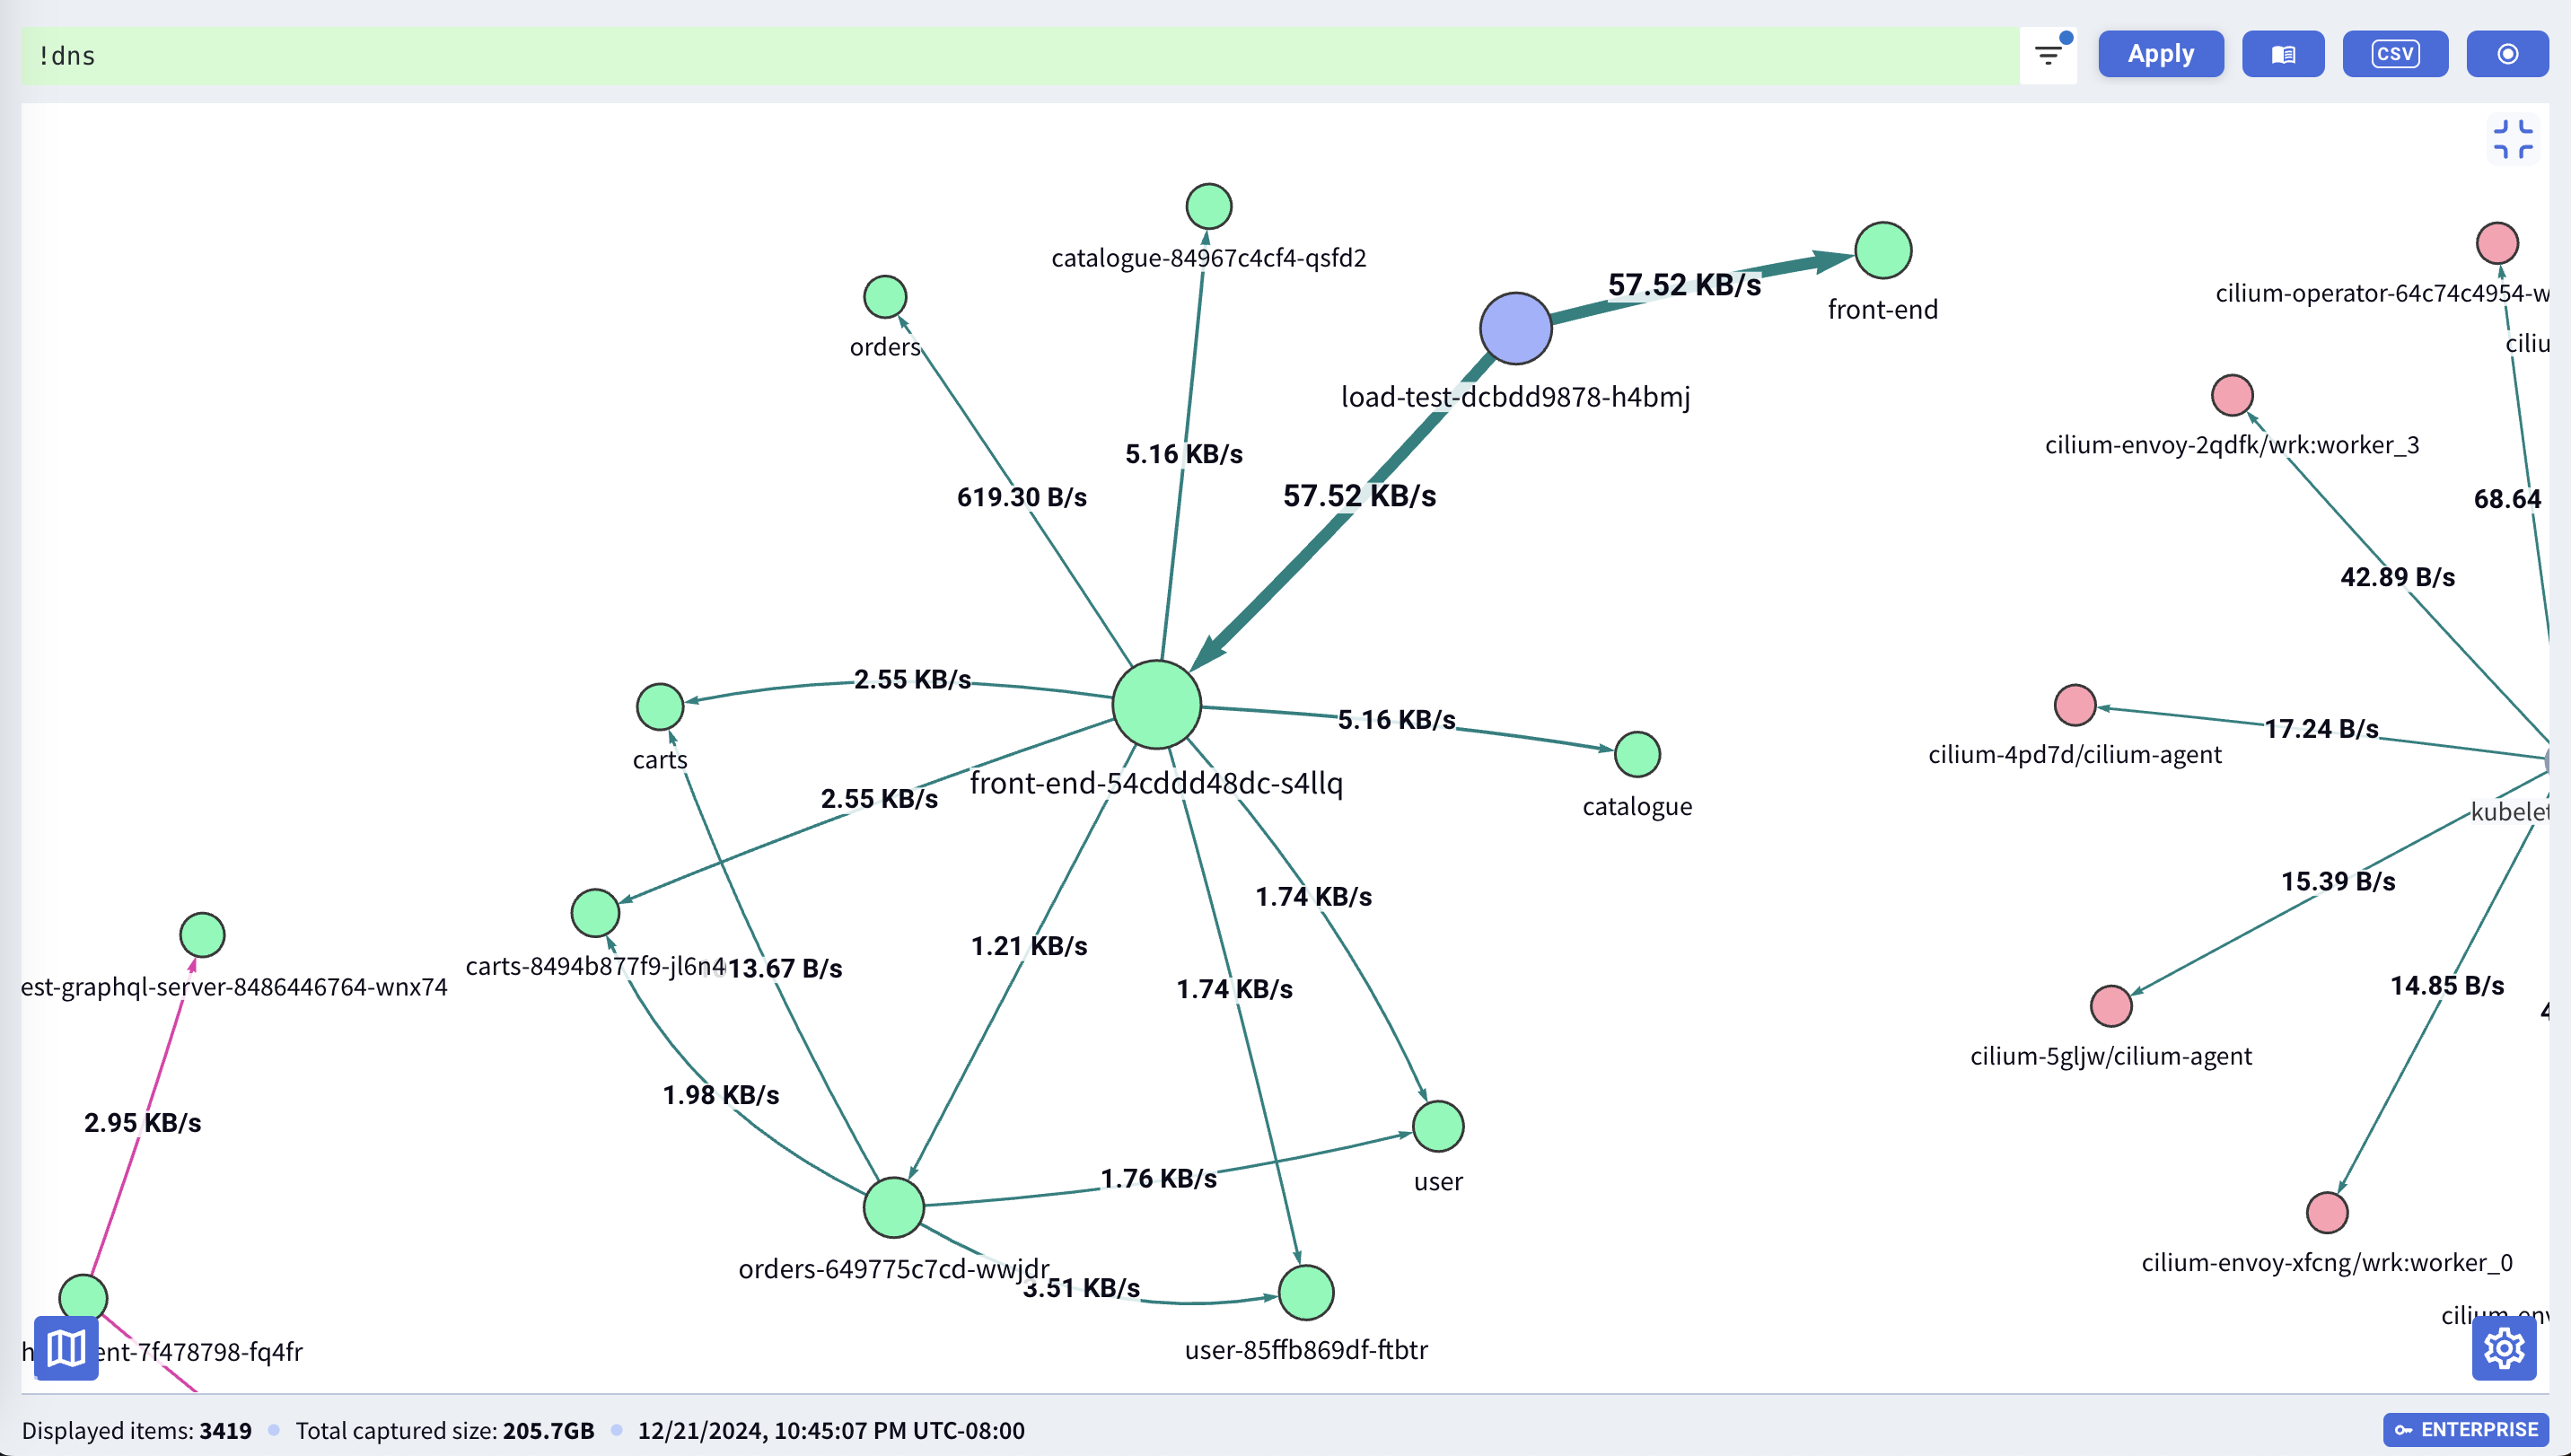 !dns
Apply
CSV
catalogue-84967c4cf4-qsfd2
57.52 KB/s
front-end
cilium-operator-64c74c4954-w
orders
ciliu
load-test-dcbdd9878-h4bmj
cilium-envoy-2qdfk/wrk:worker_3
5.16 KB/s
619.30 B/s
57.52 KB/s
68.64
42.89 B/s
2.55 KB/s
5.16 KB/s
17.24 B/s
carts
cilium-4pd7d/cilium-agent
front-end-54cddd48dc-s4llq
2.55 KB/s
catalogue
kubelet
15.39 B/s
1.74 KB/s
1.21 KB/s
carts-8494b877f9-jl6n4
13.67 B/s
est-graphql-server-8486446764-wnx74
1.74 KB/s
14.85 B/s
4
cilium-5gljw/cilium-agent
1.98 KB/s
2.95 KB/s
1.76 KB/s
user
orders-649775c7cd-wwjdr
3.51 KB/s
cilium-envoy-xfcng/wrk:worker_0
user-85ffb869df-ftbtr
ent-7f478798-fq4fr
Displayed items: 3419 Total captured size: 205.7GB 12/21/2024, 10:45:07 PM UTC-08:00
ENTERPRISE